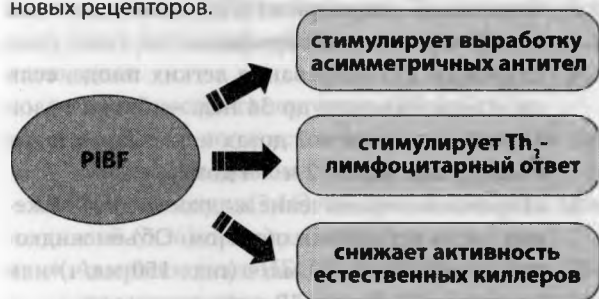 новых рецепторов.
PIBF
стимулирует выработку
асимметричных антител
стимулирует Th₂-
лимфоцитарный ответ
снижает активность
естественных киллеров